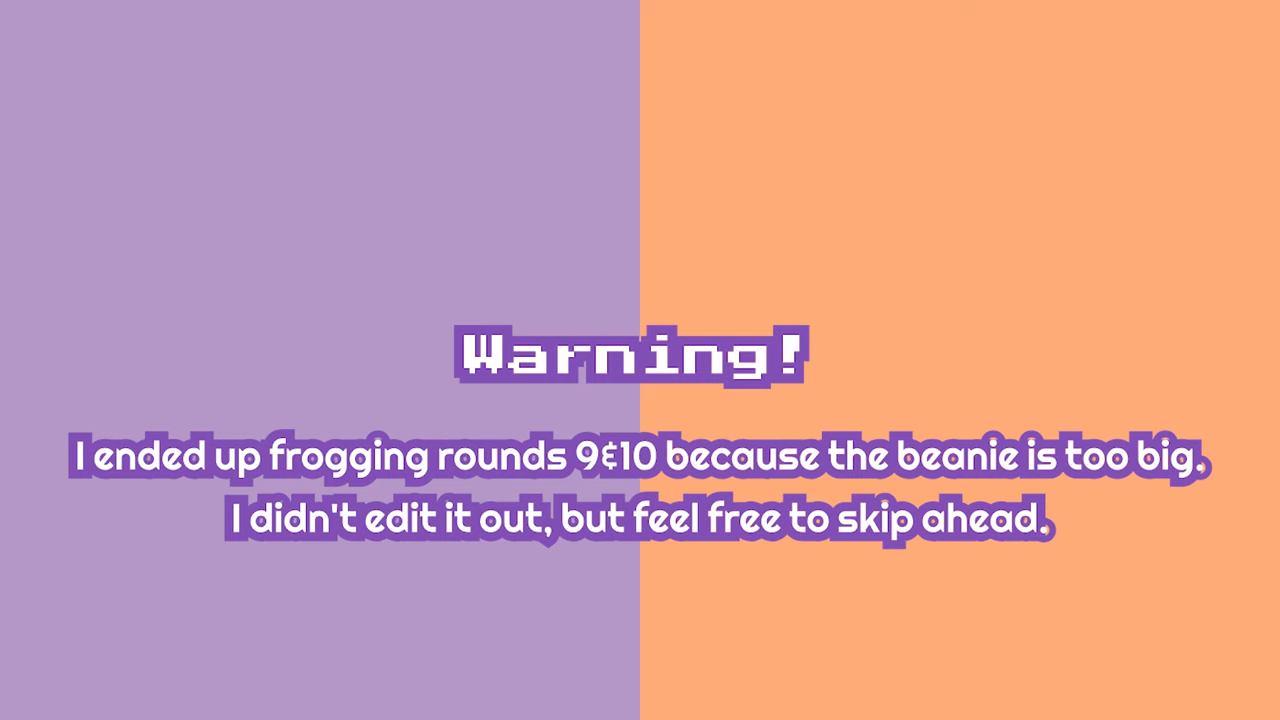 Warning!
I ended up frogging rounds 9&10 because the beanie is too big.
I didn't edit it out, but feel free to skip ahead.